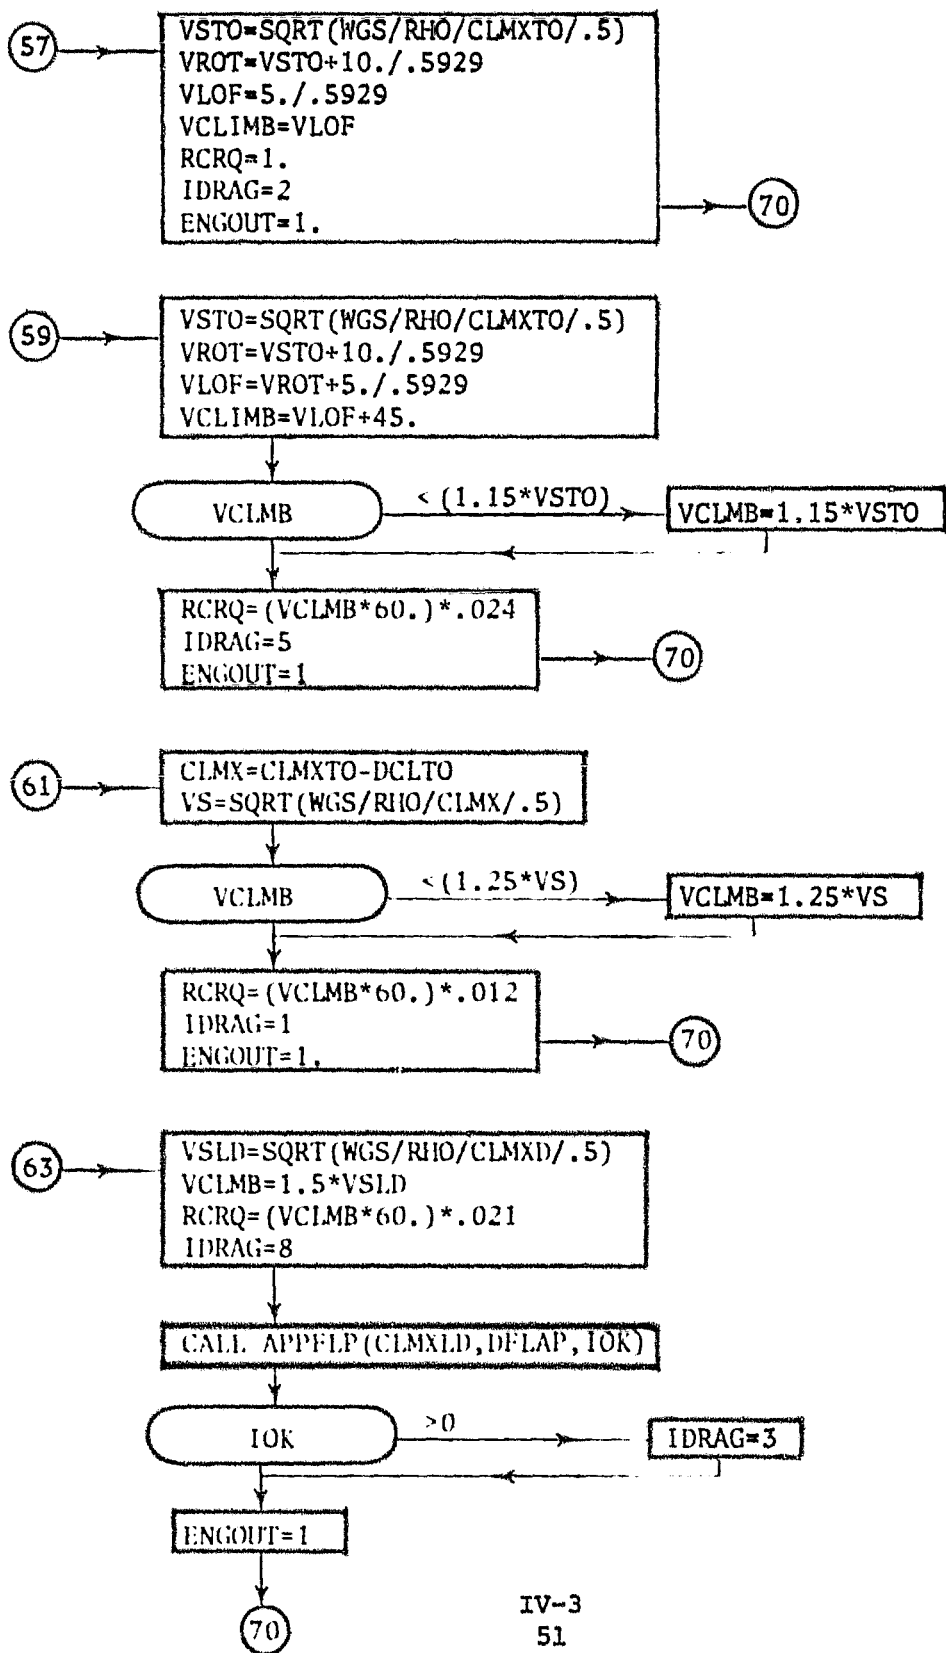 57
VSTO=SQRT(WGS/RHO/CLMXTO/.5)
VROT=VSTO+10./.5929
VLOF=5./.5929
VCLIMB=VLOF
RCRQ=1.
IDRAG=2
ENGOUT=1.
70
59
VSTO=SQRT(WGS/RHO/CLMXTO/.5)
VROT=VSTO+10./.5929
VLOF=VROT+5./.5929
VCLIMB=VLOF+45.
VCLMB
<(1.15*VSTO)
VCLMB=1.15*VSTO
RCRQ=(VCLMB*60.)*.024
IDRAG=5
ENGOUT=1
70
61
CLMX=CLMXTO-DCLTO
VS=SQRT(WGS/RHO/CLMX/.5)
VCLMB
<(1.25*VS)
VCLMB=1.25*VS
RCRQ=(VCLMB*60.)*.012
IDRAG=1
ENGOUT=1.
70
63
VSLD=SQRT(WGS/RHO/CLMXD/.5)
VCLMB=1.5*VSLD
RCRQ=(VCLMB*60.)*.021
IDRAG=8
CALL APPFLP(CLMXLD,DFLAP,IOK)
IOK
>0
IDRAG=3
ENGOUT=1
70
IV-3
51